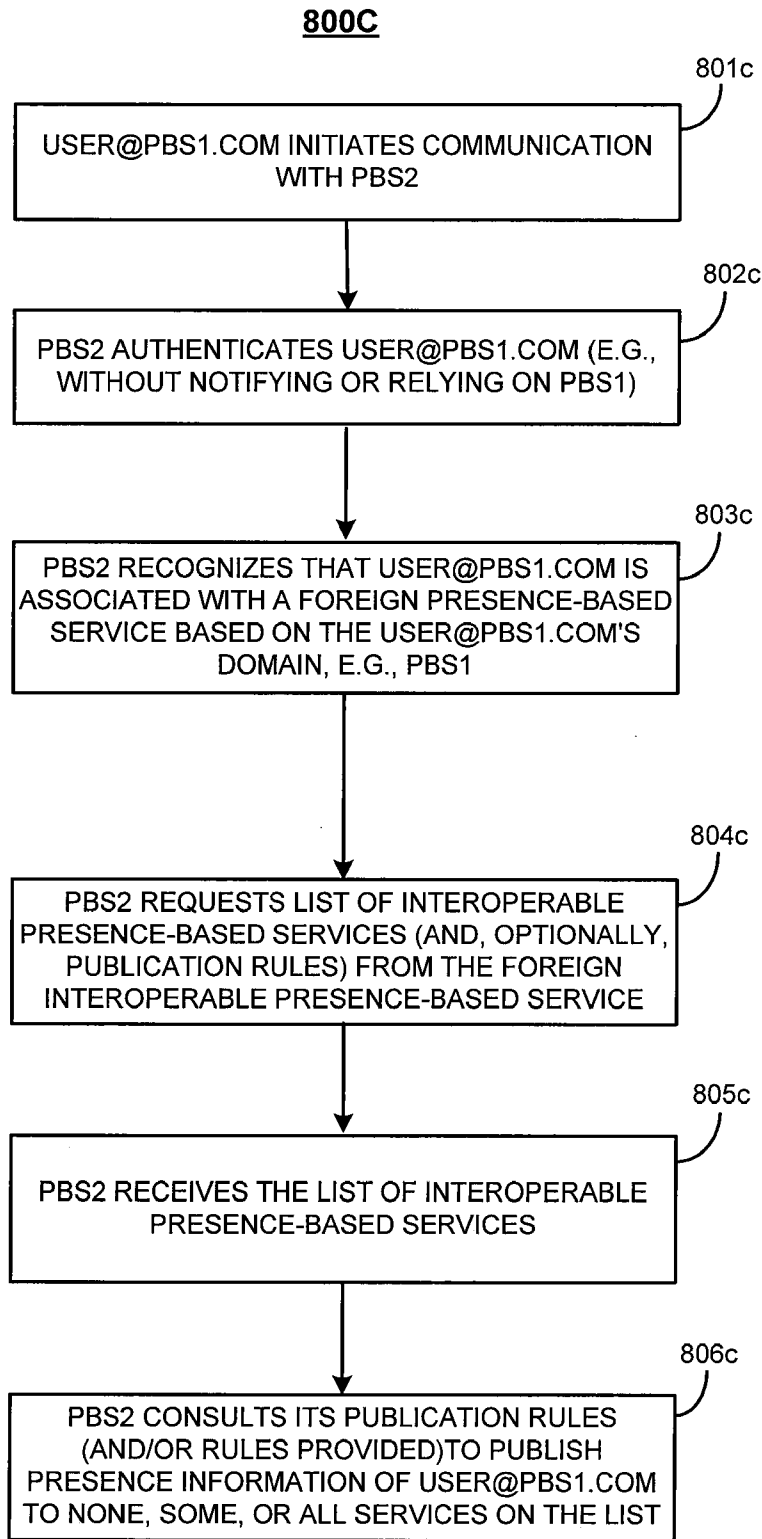 800C
801c
USER@PBS1.COM INITIATES COMMUNICATION
WITH PBS2
802c
PBS2 AUTHENTICATES USER@PBS1.COM (E.G.,
WITHOUT NOTIFYING OR RELYING ON PBS1)
803c
PBS2 RECOGNIZES THAT USER@PBS1.COM IS
ASSOCIATED WITH A FOREIGN PRESENCE-BASED
SERVICE BASED ON THE USER@PBS1.COM'S
DOMAIN, E.G., PBS1
804c
PBS2 REQUESTS LIST OF INTEROPERABLE
PRESENCE-BASED SERVICES (AND, OPTIONALLY,
PUBLICATION RULES) FROM THE FOREIGN
INTEROPERABLE PRESENCE-BASED SERVICE
805c
PBS2 RECEIVES THE LIST OF INTEROPERABLE
PRESENCE-BASED SERVICES
806c
PBS2 CONSULTS ITS PUBLICATION RULES
(AND/OR RULES PROVIDED)TO PUBLISH
PRESENCE INFORMATION OF USER@PBS1.COM
TO NONE, SOME, OR ALL SERVICES ON THE LIST